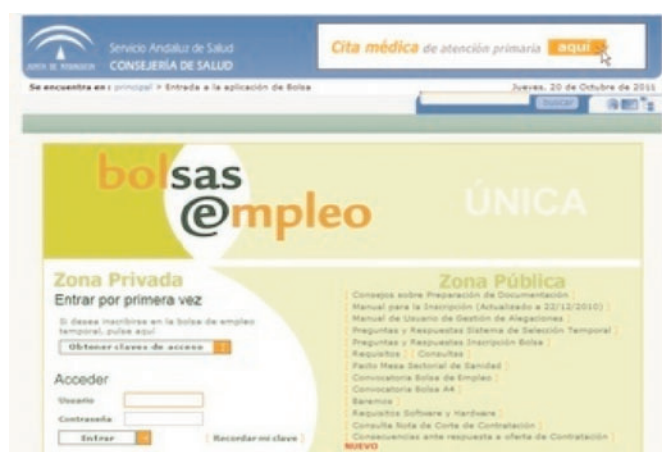 Servicio Andaluz de Salud
CONSEJERÍA DE SALUD
JUNTA DE ANDALUCIA
Cita médica de atención primaria aquí
Se encuentra en: principal > Entrada a la aplicación de Bolsa
Jueves, 20 de Octubre de 2011
buscar
bolsas
@mpleo
ÚNICA
Zona Privada
Entrar por primera vez
Si desea inscribirse en la bolsa de empleo
temporal, pulse aquí
Obtener claves de acceso
Acceder
Usuario
Contraseña
Entrar
[ Recordar mi clave ]
Zona Pública
[ Consejos sobre Preparación de Documentación ]
[ Manual para la Inscripción (Actualizado a 22/12/2010) ]
[ Manual de Usuario de Gestión de Alegaciones ]
[ Preguntas y Respuestas Sistema de Selección Temporal ]
[ Preguntas y Respuestas Inscripción Bolsa ]
[ Requisitos ] [ Consultas ]
[ Pacto Mesa Sectorial de Sanidad ]
[ Convocatoria Bolsa de Empleo ]
[ Convocatoria Bolsa A4 ]
[ Baremos ]
[ Requisitos Software y Hardware ]
[ Consulta Nota de Corte de Contratación ]
[ Consecuencias ante respuesta a oferta de Contratación ]
NUEVO